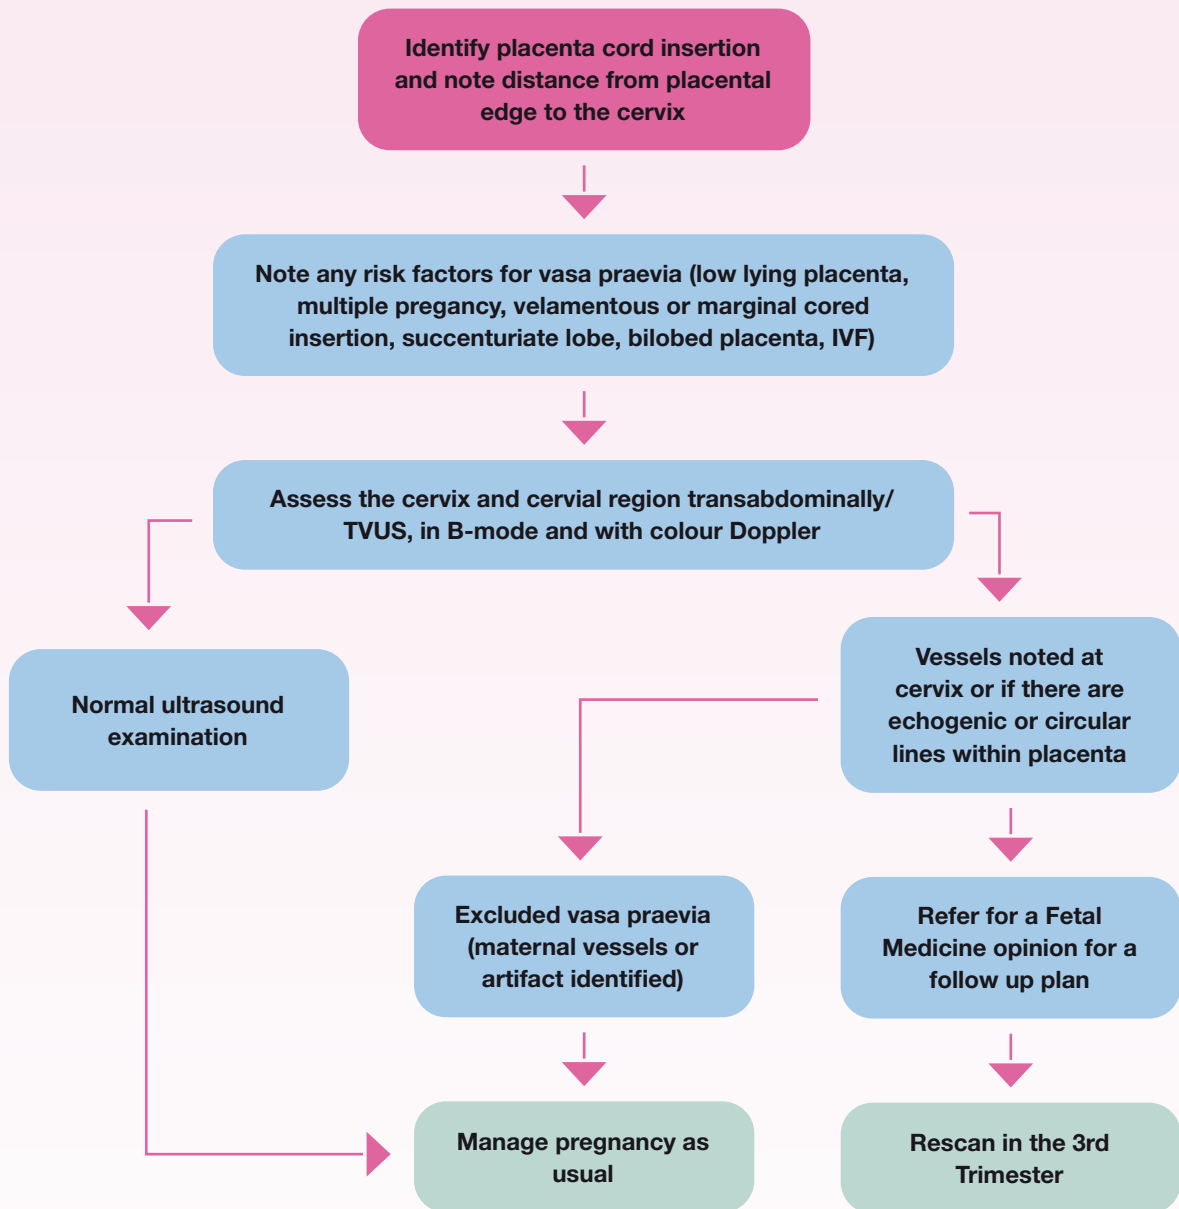 Identify placenta cord insertion
and note distance from placental
edge to the cervix
Note any risk factors for vasa praevia (low lying placenta,
multiple pregancy, velamentous or marginal cored
insertion, succenturiate lobe, bilobed placenta, IVF)
Assess the cervix and cervial region transabdominally/
TVUS, in B-mode and with colour Doppler
Normal ultrasound
examination
Vessels noted at
cervix or if there are
echogenic or circular
lines within placenta
Excluded vasa praevia
(maternal vessels or
artifact identified)
Refer for a Fetal
Medicine opinion for a
follow up plan
Manage pregnancy as
usual
Rescan in the 3rd
Trimester